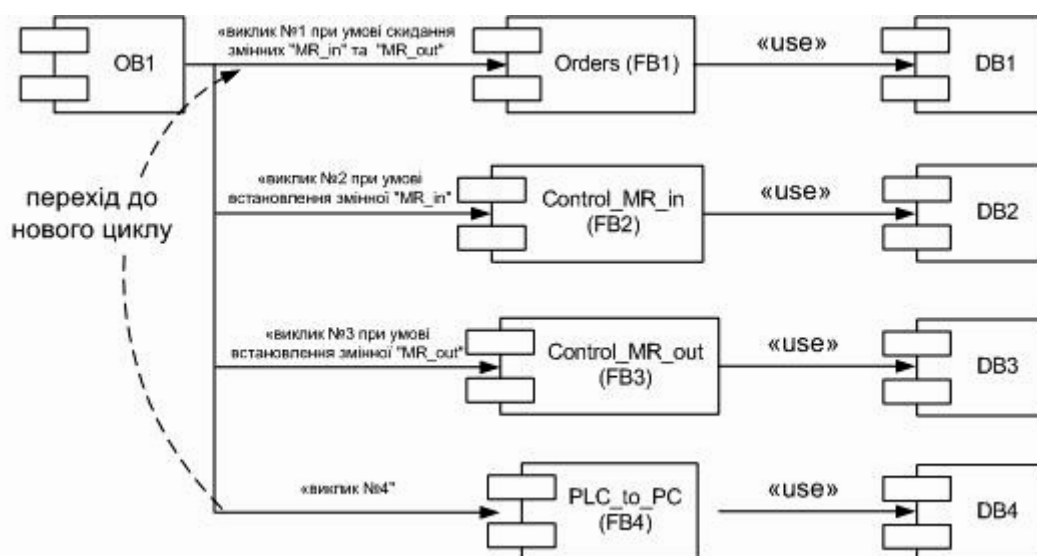 OB1
«виклик №1 при умові скидання
змінних "MR_in" та "MR_out"
Orders (FB1)
«use»
DB1
«виклик №2 при умові
встановлення змінної "MR_in"
Control_MR_in
(FB2)
«use»
DB2
перехід до
нового циклу
«виклик №3 при умові
встановлення змінної "MR_out"
Control_MR_out
(FB3)
«use»
DB3
«виклик №4"
PLC_to_PC
(FB4)
«use»
DB4